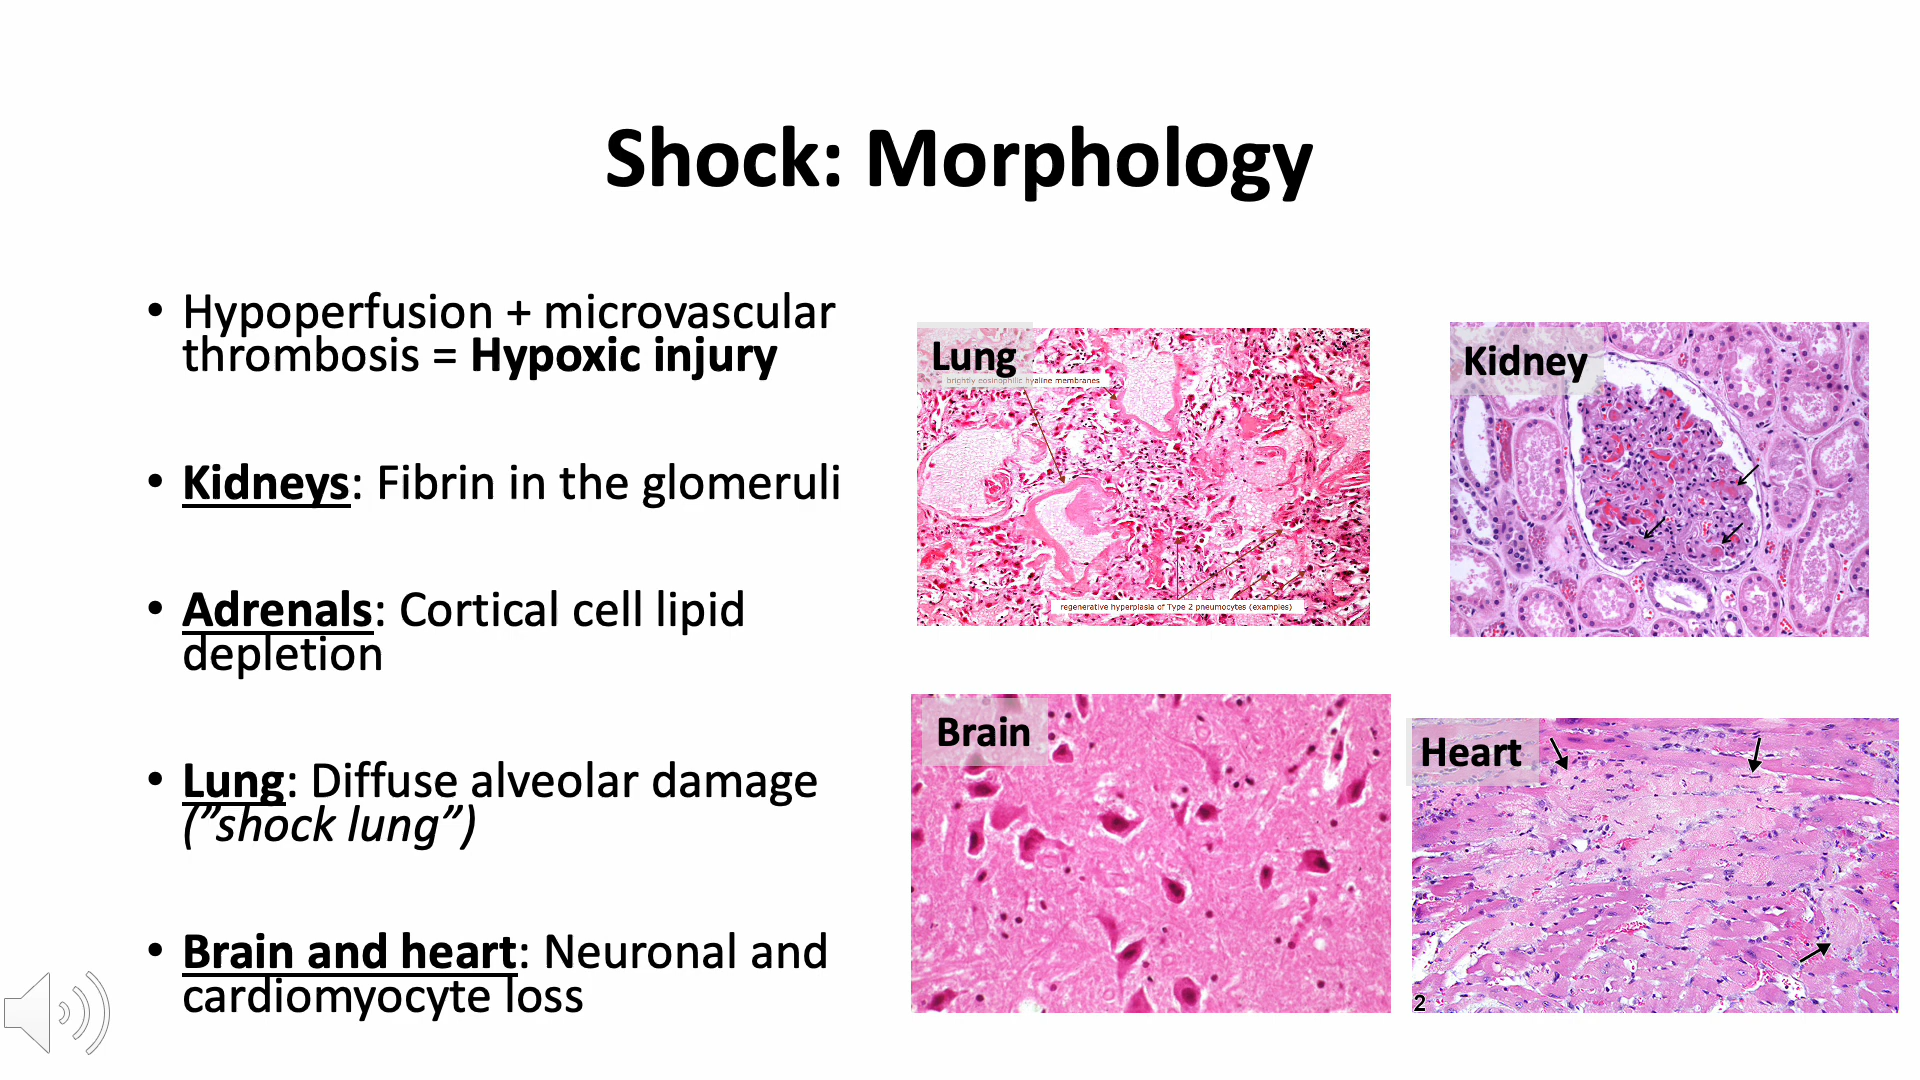 Shock: Morphology
• Hypoperfusion + microvascular
thrombosis = Hypoxic injury
• Kidneys: Fibrin in the glomeruli
• Adrenals: Cortical cell lipid
depletion
• Lung: Diffuse alveolar damage
(”shock lung”)
• Brain and heart: Neuronal and
cardiomyocyte loss
Lung
brightly eosinophilic hyaline membranes
regenerative hyperplasia of Type 2 pneumocytes (examples)
Kidney
Brain
Heart
2